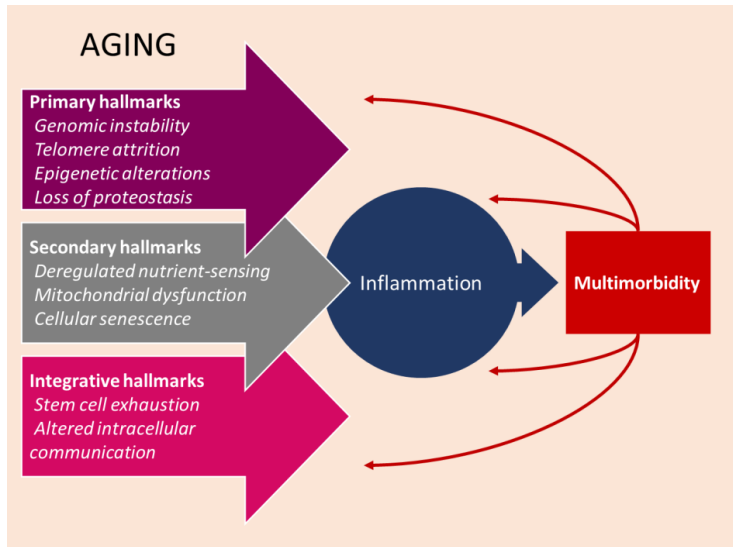 AGING
Primary hallmarks
Genomic instability
Telomere attrition
Epigenetic alterations
Loss of proteostasis
Secondary hallmarks
Deregulated nutrient-sensing
Mitochondrial dysfunction
Cellular senescence
Integrative hallmarks
Stem cell exhaustion
Altered intracellular
communication
Inflammation
Multimorbidity